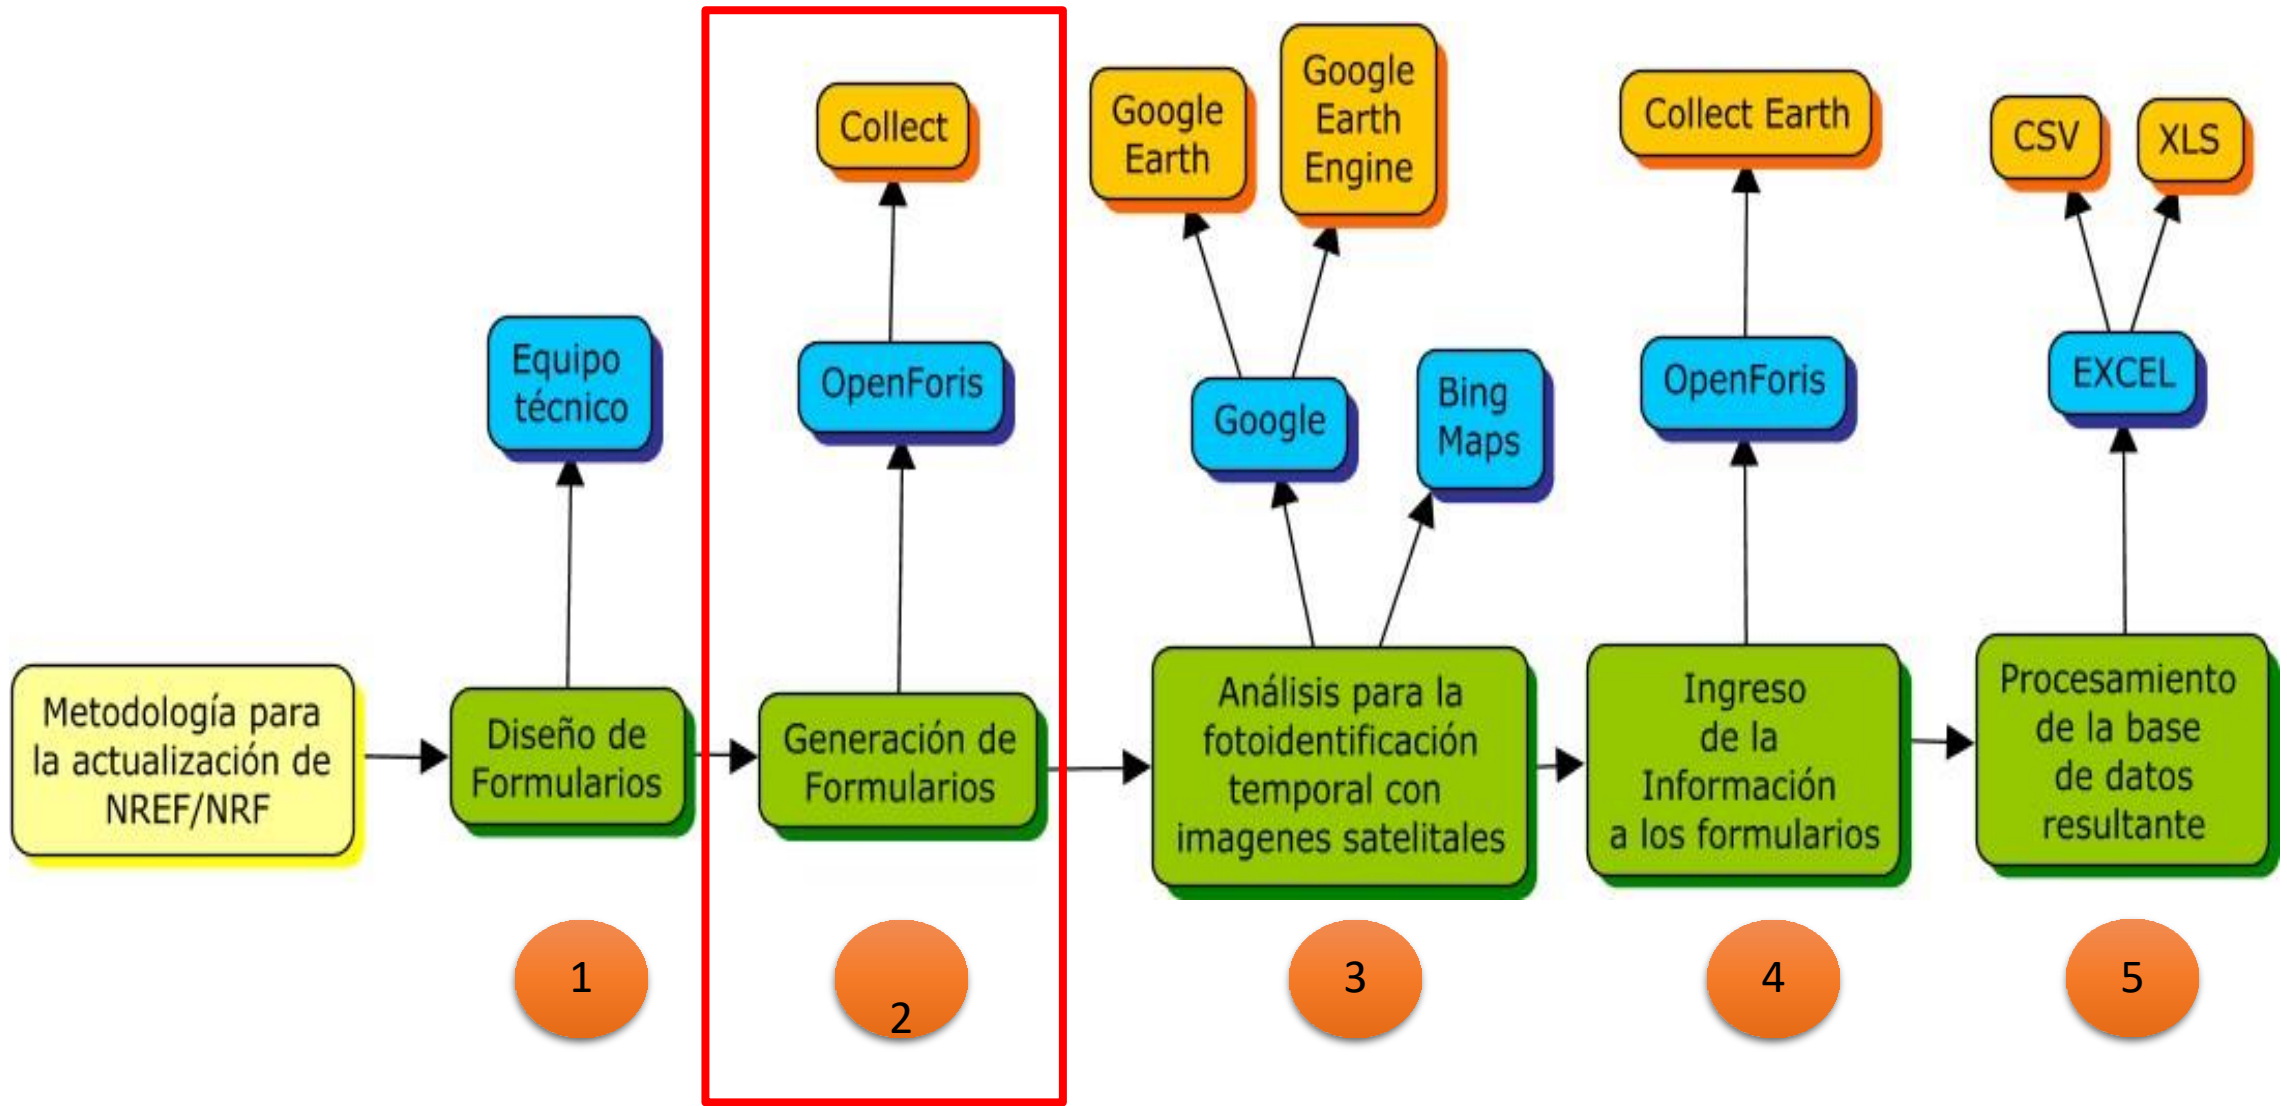 Collect
Google
Earth
Google
Earth
Engine
Collect Earth
CSV
XLS
Equipo
técnico
OpenForis
Google
Bing
Maps
OpenForis
EXCEL
Metodología para
la actualización de
NREF/NRF
Diseño de
Formularios
Generación de
Formularios
Análisis para la
fotoidentificación
temporal con
imagenes satelitales
Ingreso
de la
Información
a los formularios
Procesamiento
de la base
de datos
resultante
1
2
3
4
5